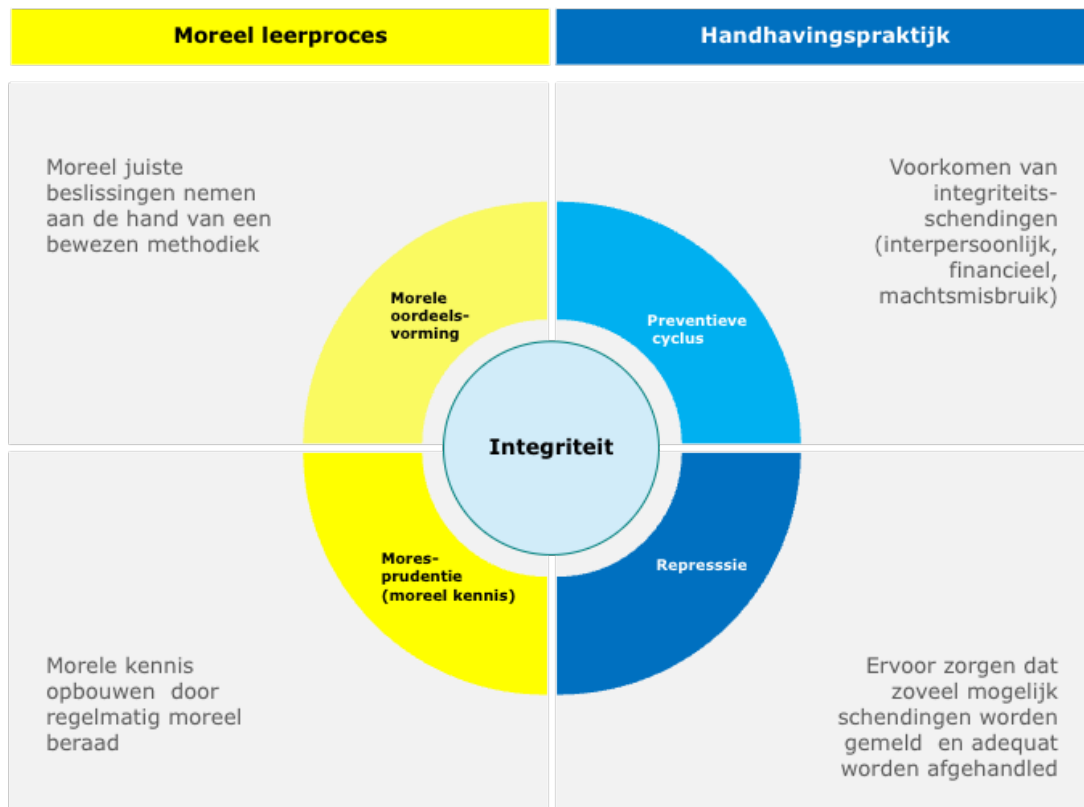 Moreel leerproces
Handhavingspraktijk
Moreel juiste
beslissingen nemen
aan de hand van een
bewezen methodiek
Voorkomen van
integriteits-
schendingen
(interpersoonlijk,
financieel,
machtsmisbruik)
Morele
oordeels-
vorming
Preventieve
cyclus
Integriteit
Mores-
prudentie
(moreel kennis)
Represssie
Morele kennis
opbouwen door
regelmatig moreel
beraad
Ervoor zorgen dat
zoveel mogelijk
schendingen worden
gemeld en adequat
worden afgehandled